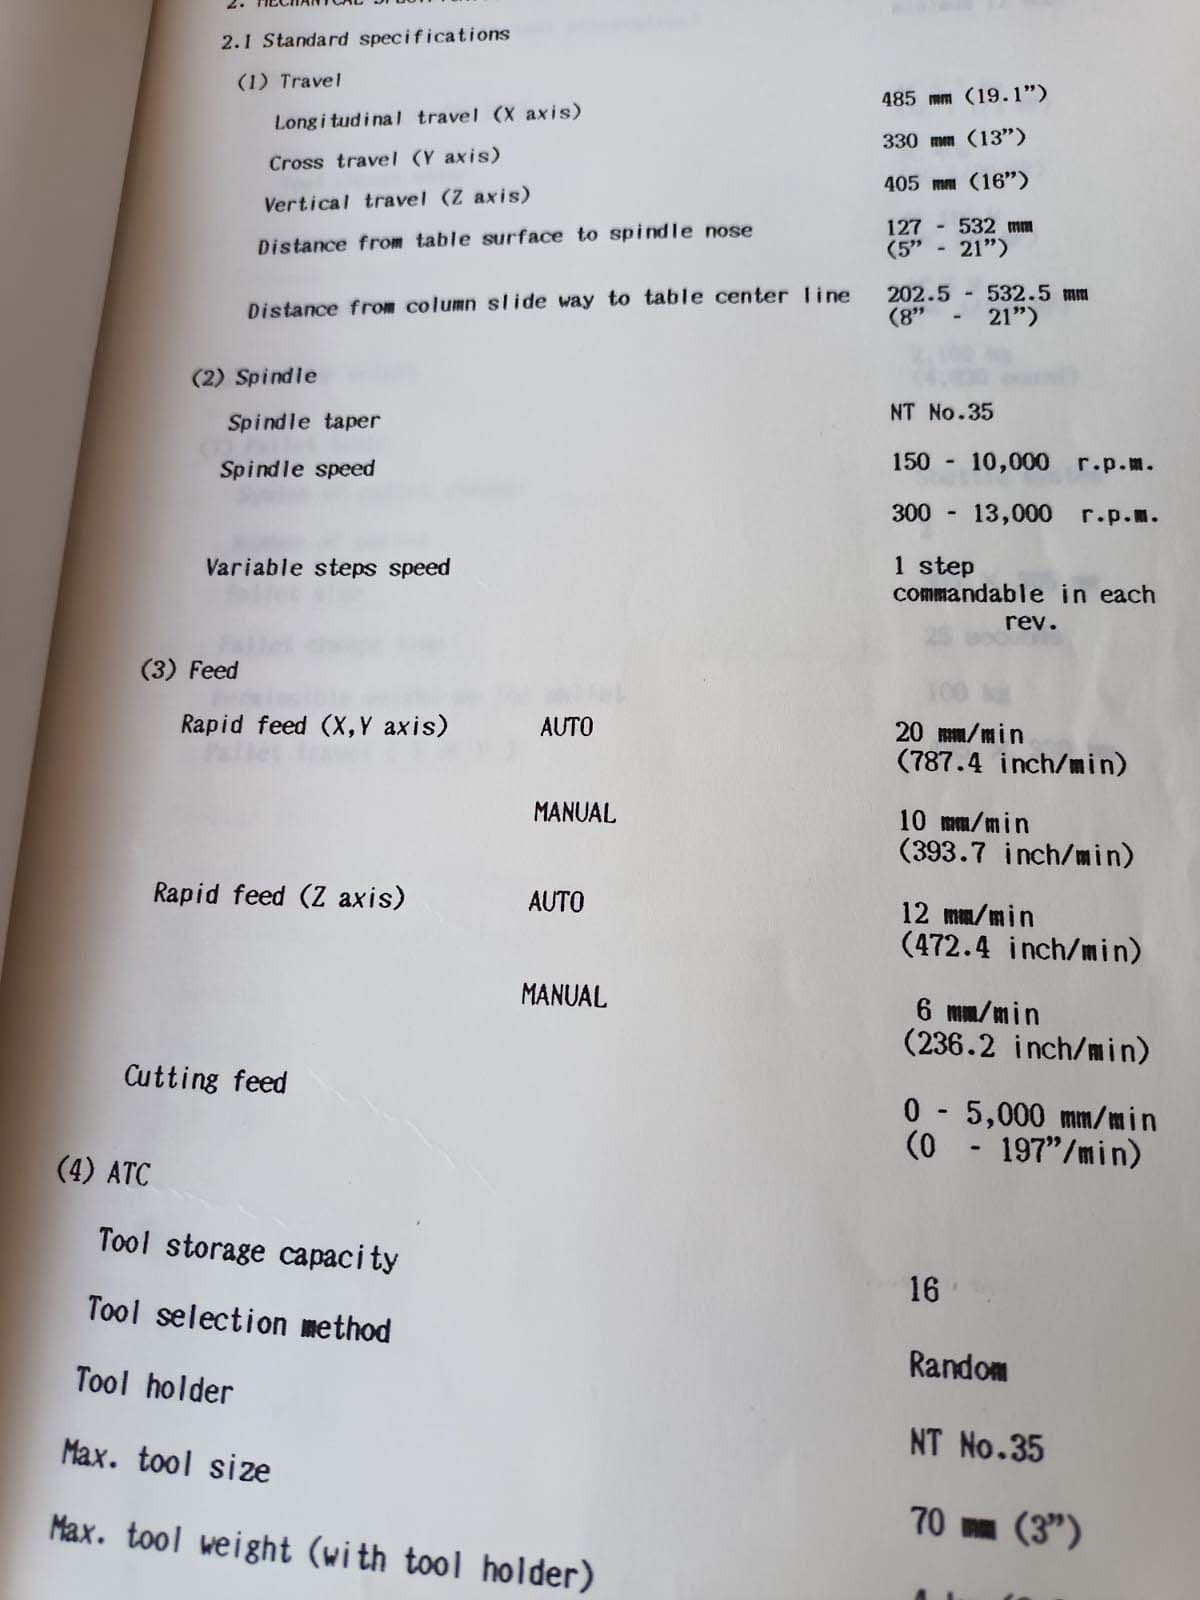 2.1 Standard specifications
(1) Travel
Longitudinal travel (X axis) 485 mm (19.1”)
Cross travel (Y axis) 330 mm (13”)
Vertical travel (Z axis) 405 mm (16”)
Distance from table surface to spindle nose 127 - 532 mm
(5” - 21”)
Distance from column slide way to table center line 202.5 - 532.5 mm
(8” - 21”)
(2) Spindle
Spindle taper NT No.35
Spindle speed 150 - 10,000 r.p.m.
300 - 13,000 r.p.m.
Variable steps speed 1 step
commandable in each
rev.
(3) Feed
Rapid feed (X,Y axis) AUTO 20 mm/min
(787.4 inch/min)
MANUAL 10 mm/min
(393.7 inch/min)
Rapid feed (Z axis) AUTO 12 mm/min
(472.4 inch/min)
MANUAL 6 mm/min
(236.2 inch/min)
Cutting feed 0 - 5,000 mm/min
(0 - 197”/min)
(4) ATC
Tool storage capacity 16
Tool selection method Random
Tool holder NT No.35
Max. tool size 70 mm (3”)
Max. tool weight (with tool holder)